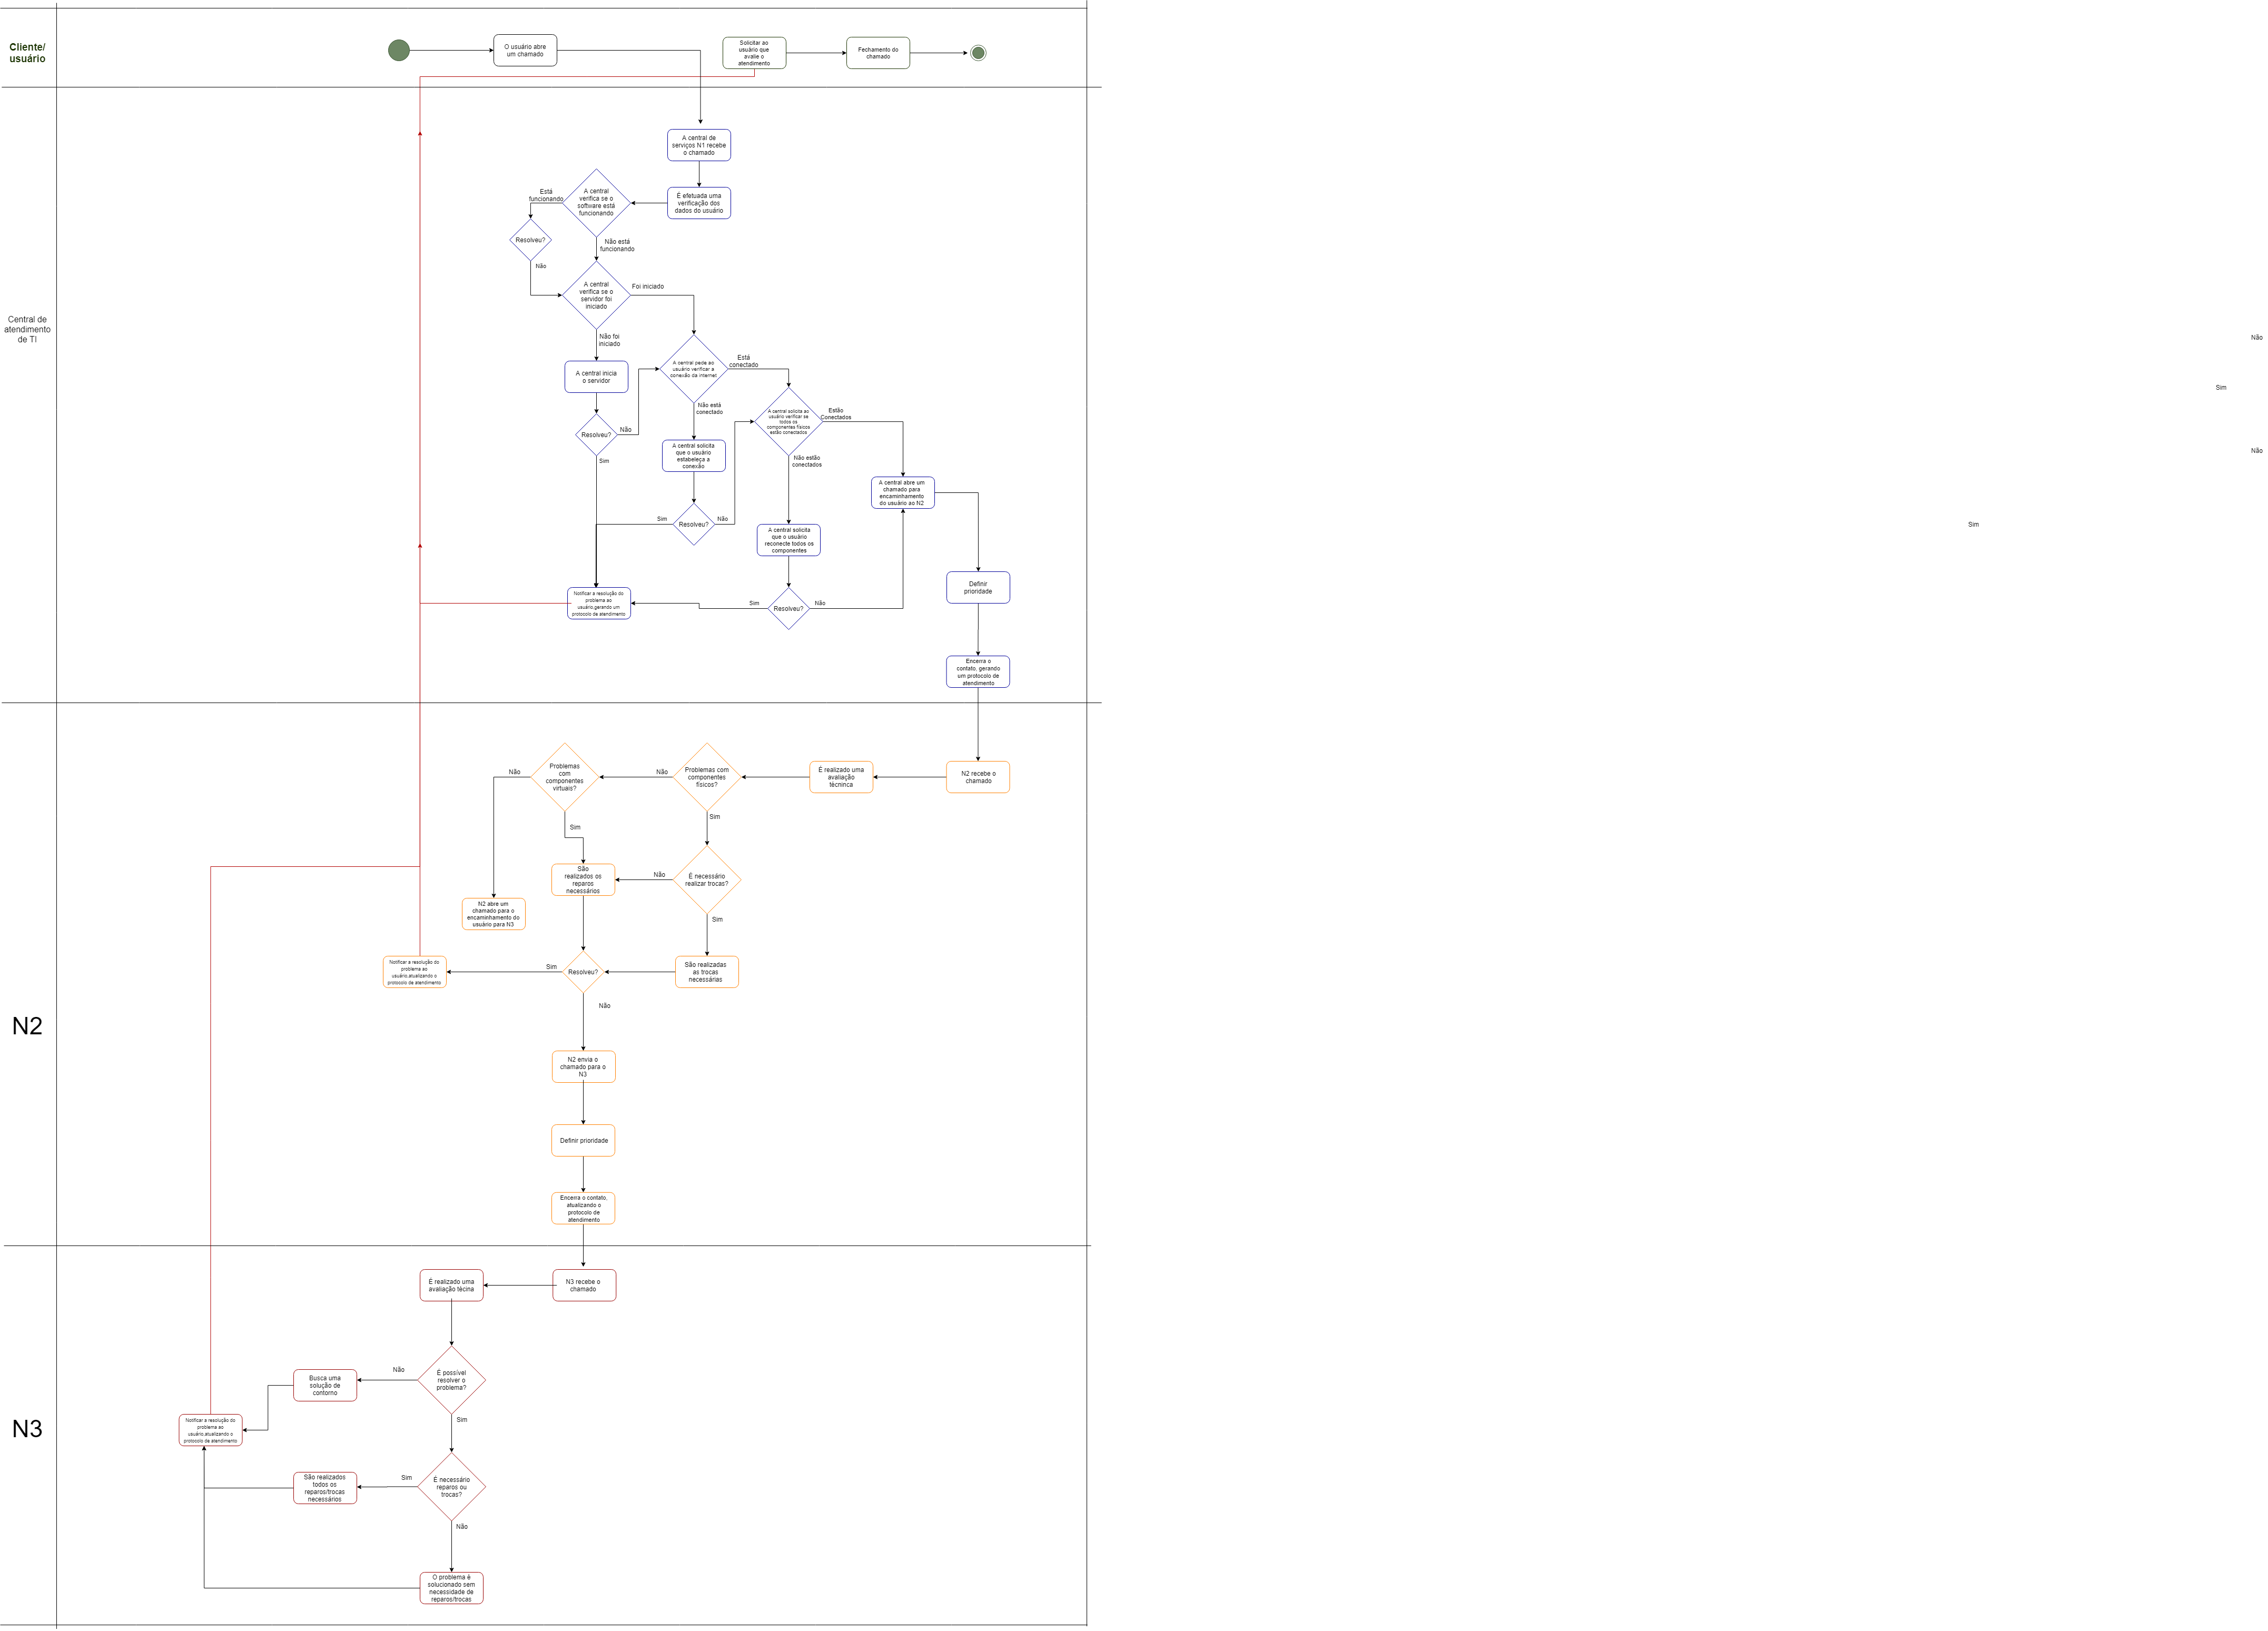 Cliente/
usuário
O usuário abre
um chamado
Solicitar ao
usuário que
avalie o
atendimento
Fechamento do
chamado
Central de
atendimento
de TI
A central de
serviços N1 recebe
o chamado
É efetuada uma
verificação dos
dados do usuário
A central
verifica se o
software está
funcionando
Está
funcionando
Resolveu?
Não
Não está
funcionando
A central
verifica se o
servidor foi
iniciado
Foi iniciado
Não foi
iniciado
A central inicia
o servidor
Resolveu?
Não
Sim
A central pede ao
usuário verificar a
conexão da internet
Está
conectado
Não está
conectado
A central solicita
que o usuário
estabeleça a
conexão
Resolveu?
Sim
Não
A central solicita ao
usuário verificar se
todos os
componentes físicos
estão conectados
Estão
Conectados
Não estão
conectados
A central solicita
que o usuário
reconecte todos os
componentes
Resolveu?
Sim
Não
A central abre um
chamado para
encaminhamento
do usuário ao N2
Notificar a resolução do
problema ao
usuário,gerando um
protocolo de atendimento
Definir
prioridade
Encerra o
contato, gerando
um protocolo de
atendimento
Não
Sim
Não
Sim
N2
N2 recebe o
chamado
É realizado uma
avaliação
técninca
Problemas com
componentes
físicos?
Não
Sim
Problemas
com
componentes
virtuais?
Não
Sim
É necessário
realizar trocas?
Não
Sim
São
realizados os
reparos
necessários
N2 abre um
chamado para o
encaminhamento do
usuário para N3
São realizadas
as trocas
necessárias
Resolveu?
Sim
Não
Notificar a resolução do
problema ao
usuário,atualizando o
protocolo de atendimento
N2 envia o
chamado para o
N3
Definir prioridade
Encerra o contato,
atualizando o
protocolo de
atendimento
N3
N3 recebe o
chamado
É realizado uma
avaliação técina
É possível
resolver o
problema?
Não
Sim
Busca uma
solução de
contorno
Notificar a resolução do
problema ao
usuário,atualizando o
protocolo de atendimento
É necessário
reparos ou
trocas?
Sim
Não
São realizados
todos os
reparos/trocas
necessários
O problema é
solucionado sem
necessidade de
reparos/trocas